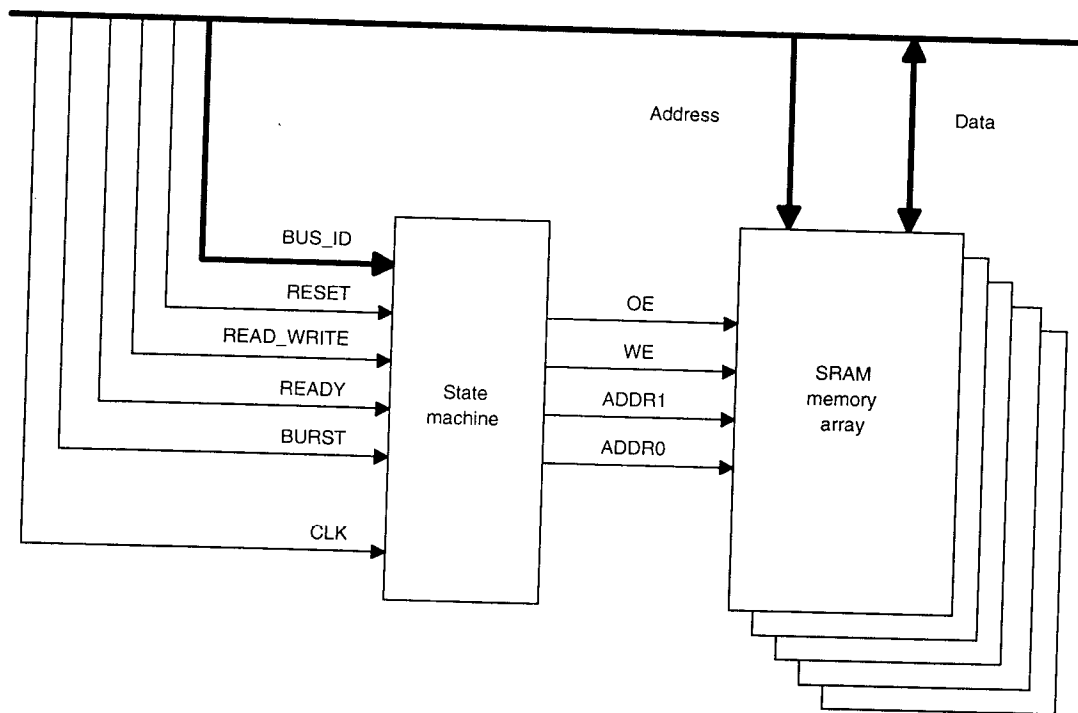 Address
Data
BUS_ID
RESET
READ_WRITE
READY
BURST
CLK
State
machine
OE
WE
ADDR1
ADDR0
SRAM
memory
array